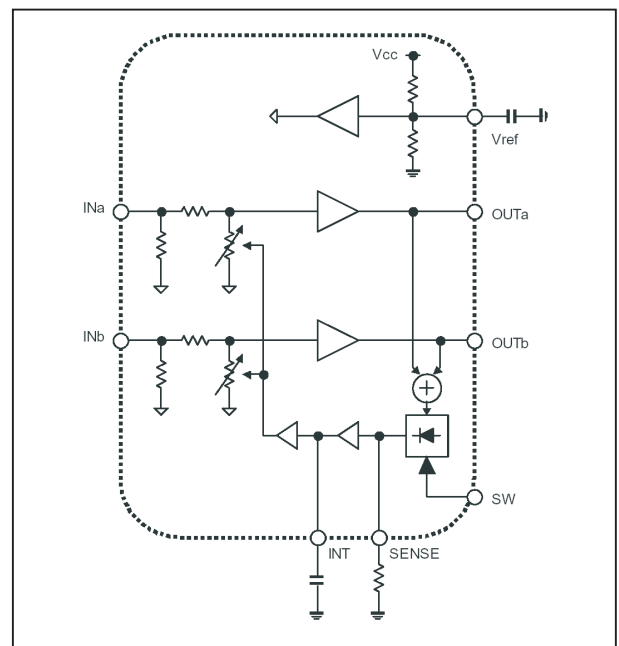 Vcc
Vref
INa
OUTa
INb
OUTb
SW
INT
SENSE